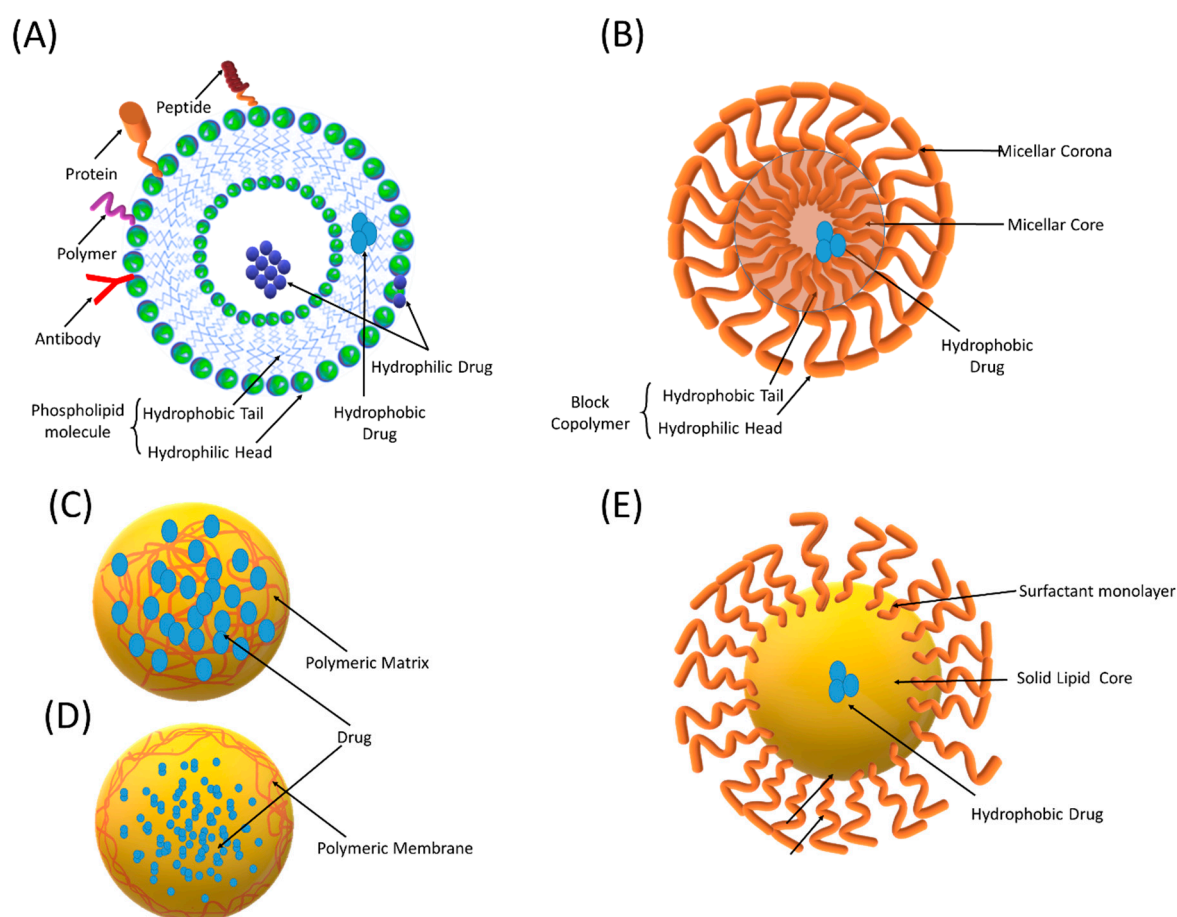 (A)
Peptide
Protein
Polymer
Antibody
Hydrophilic Drug
Hydrophobic
Drug
Phospholipid
molecule
Hydrophobic Tail
Hydrophilic Head
(B)
Micellar Corona
Micellar Core
Hydrophobic
Drug
Block
Copolymer
Hydrophobic Tail
Hydrophilic Head
(C)
Polymeric Matrix
Drug
(D)
Polymeric Membrane
(E)
Surfactant monolayer
Solid Lipid Core
Hydrophobic Drug